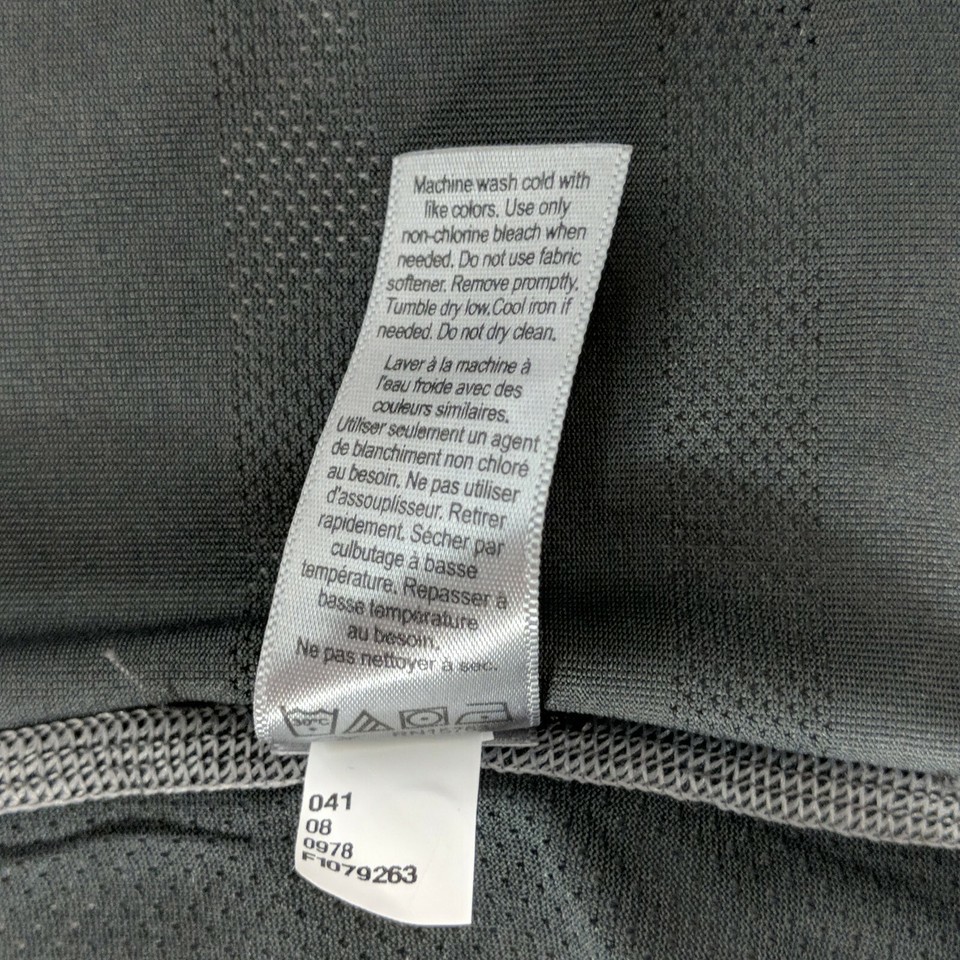 Machine wash cold with
like colors. Use only
non-chlorine bleach when
needed. Do not use fabric
softener. Remove promptly.
Tumble dry low. Cool iron if
needed. Do not dry clean.
Laver à la machine à
l'eau froide avec des
couleurs similaires.
Utiliser seulement un agent
de blanchiment non chloré
au besoin. Ne pas utiliser
d'assouplisseur. Retirer
rapidement. Sécher par
culbutage à basse
température. Repasser à
basse température
au besoin.
Ne pas nettoyer à sec.
30°C
041
08
0978
F1079263